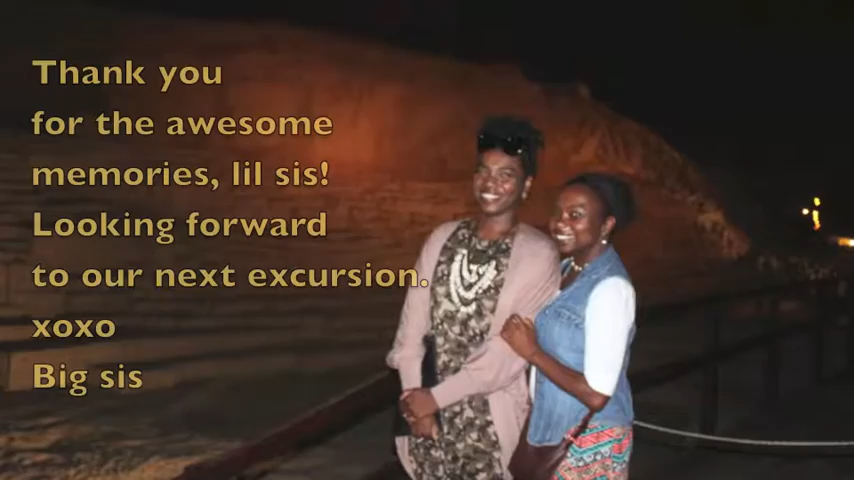 Thank you
for the awesome
memories, lil sis!
Looking forward
to our next excursion.
xoxo
Big sis